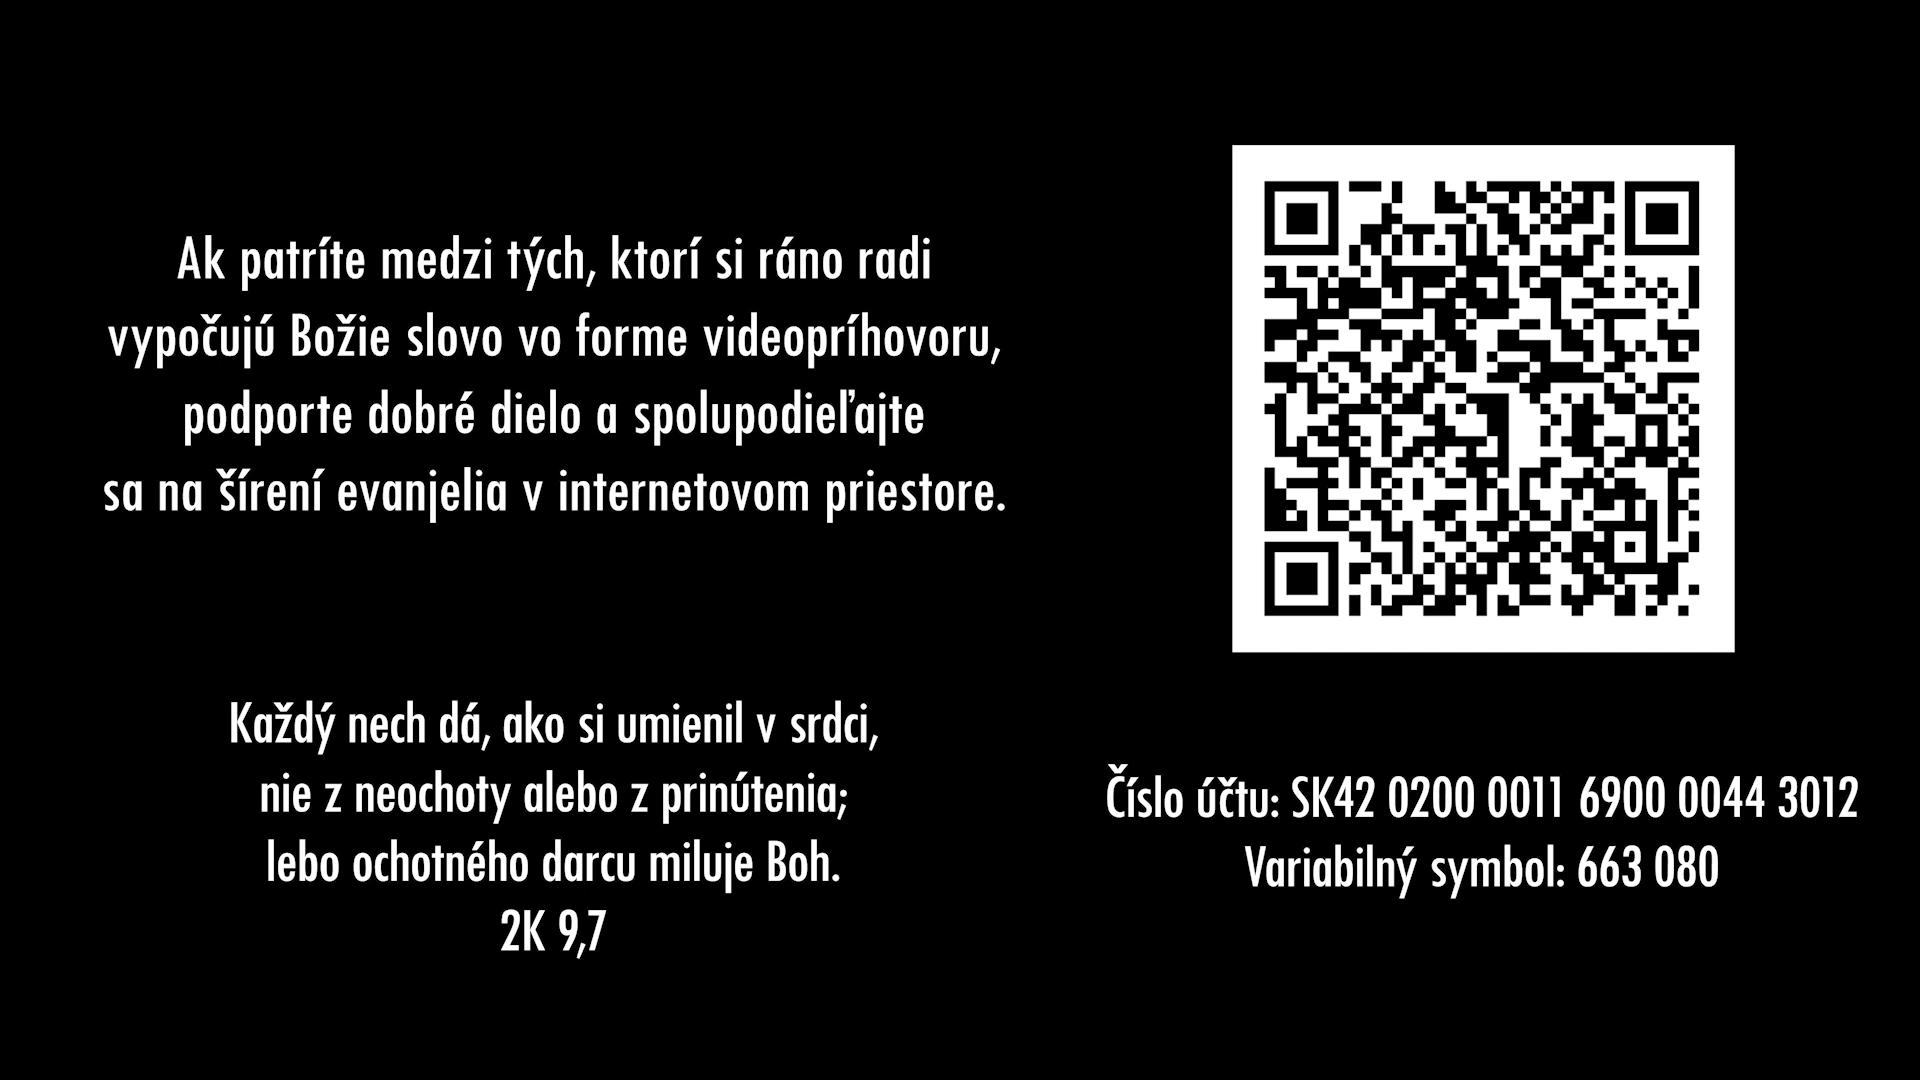 Ak patríte medzi tých, ktorí si ráno radi
vypočujú Božie slovo vo forme videopríhovoru,
podporte dobré dielo a spolupodieľajte
sa na šírení evanjelia v internetovom priestore.
Každý nech dá, ako si umienil v srdci,
nie z neochoty alebo z prinútenia;
lebo ochotného darcu miluje Boh.
2K 9,7
Číslo účtu: SK42 0200 0011 6900 0044 3012
Variabilný symbol: 663 080